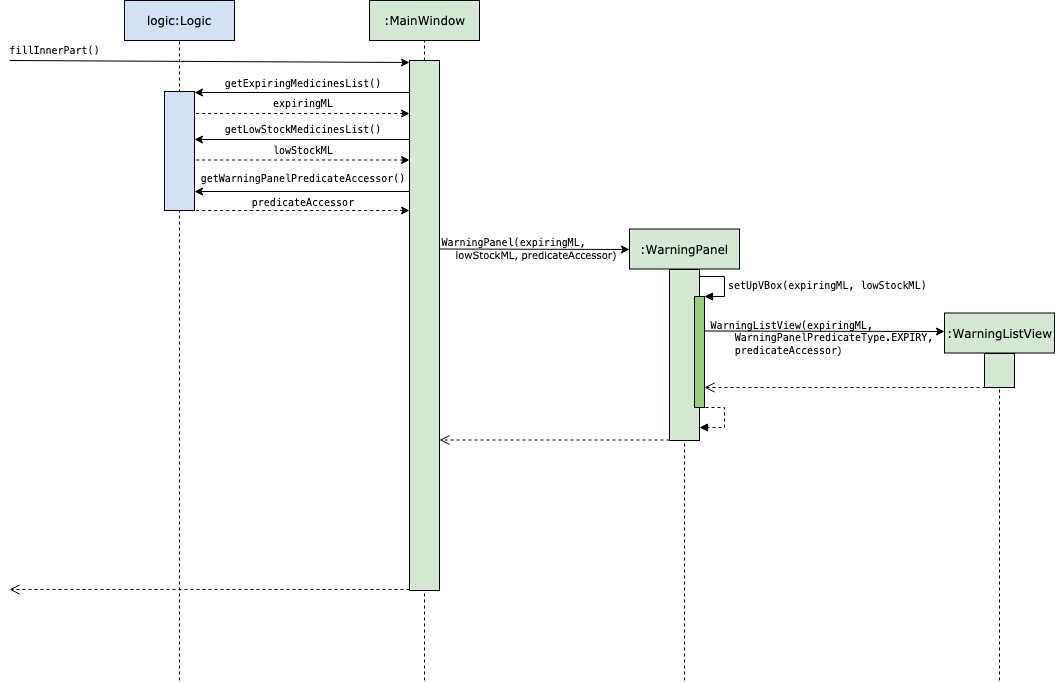 logic:Logic
:MainWindow
fillInnerPart()
getExpiringMedicinesList()
expiringML
getLowStockMedicinesList()
lowStockML
getWarningPanelPredicateAccessor()
predicateAccessor
WarningPanel(expiringML,
lowStockML, predicateAccessor)
:WarningPanel
setUpVBox(expiringML, lowStockML)
WarningListView(expiringML,
WarningPanelPredicateType.EXPIRY,
predicateAccessor)
:WarningListView